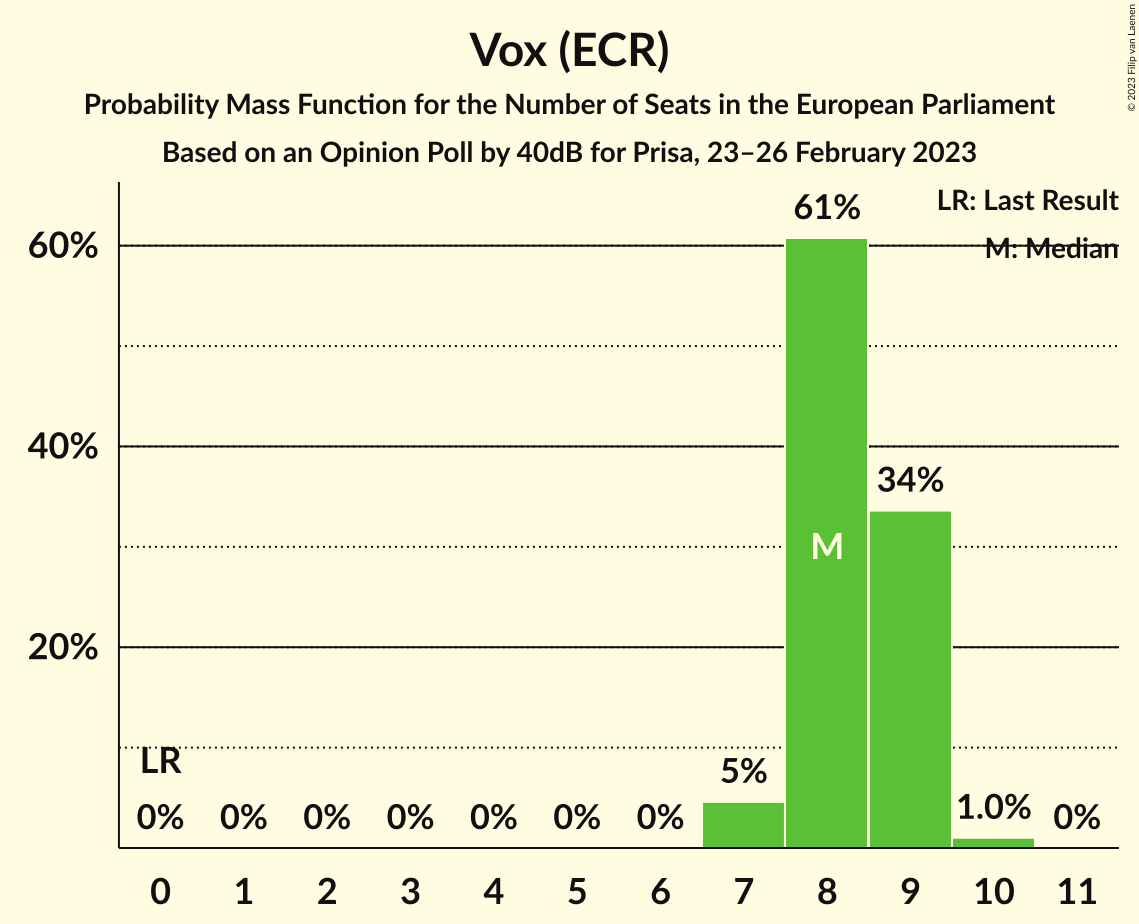 Vox (ECR)
Probability Mass Function for the Number of Seats in the European Parliament
Based on an Opinion Poll by 40dB for Prisa, 23–26 February 2023
© 2023 Filip van Laenen
LR: Last Result
M: Median
60%
40%
20%
61%
34%
M
LR
5%
1.0%
0% 0% 0% 0% 0% 0% 0% 0%
0 1 2 3 4 5 6 7 8 9 10 11